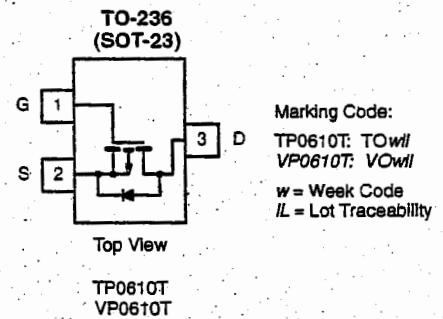 TO-236
(SOT-23)
G 1
3 D
S 2
Top View
TP0610T
VP0610T
Marking Code:
TP0610T: TOwll
VP0610T: VOwll
w = Week Code
lL = Lot Traceability